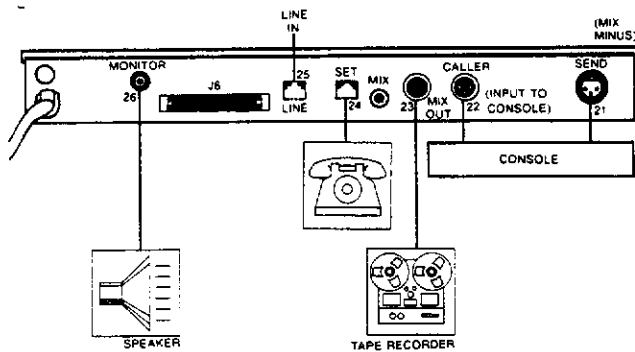 LINE
IN
(MIX
MINUS)
MONITOR
26
J6
25
LINE
SET
24
MIX
23
MIX
OUT
CALLER
22
(INPUT TO
CONSOLE)
SEND
21
CONSOLE
SPEAKER
TAPE RECORDER